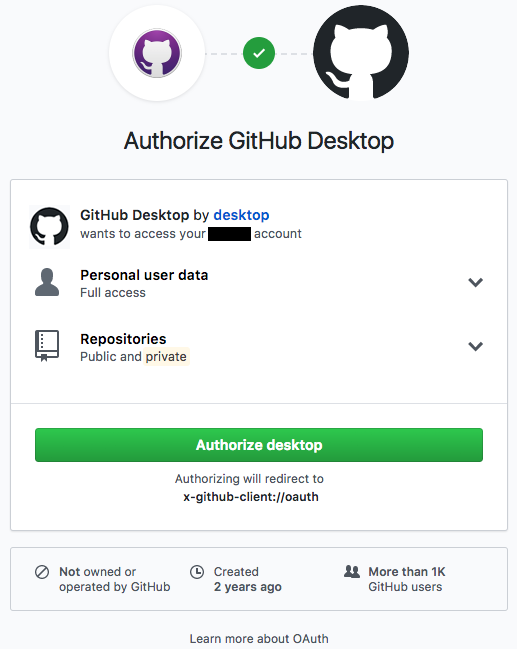 Authorize GitHub Desktop
GitHub Desktop by desktop
wants to access your account
Personal user data
Full access
Repositories
Public and private
Authorize desktop
Authorizing will redirect to
x-github-client://oauth
Not owned or
operated by GitHub
Created
2 years ago
More than 1K
GitHub users
Learn more about OAuth